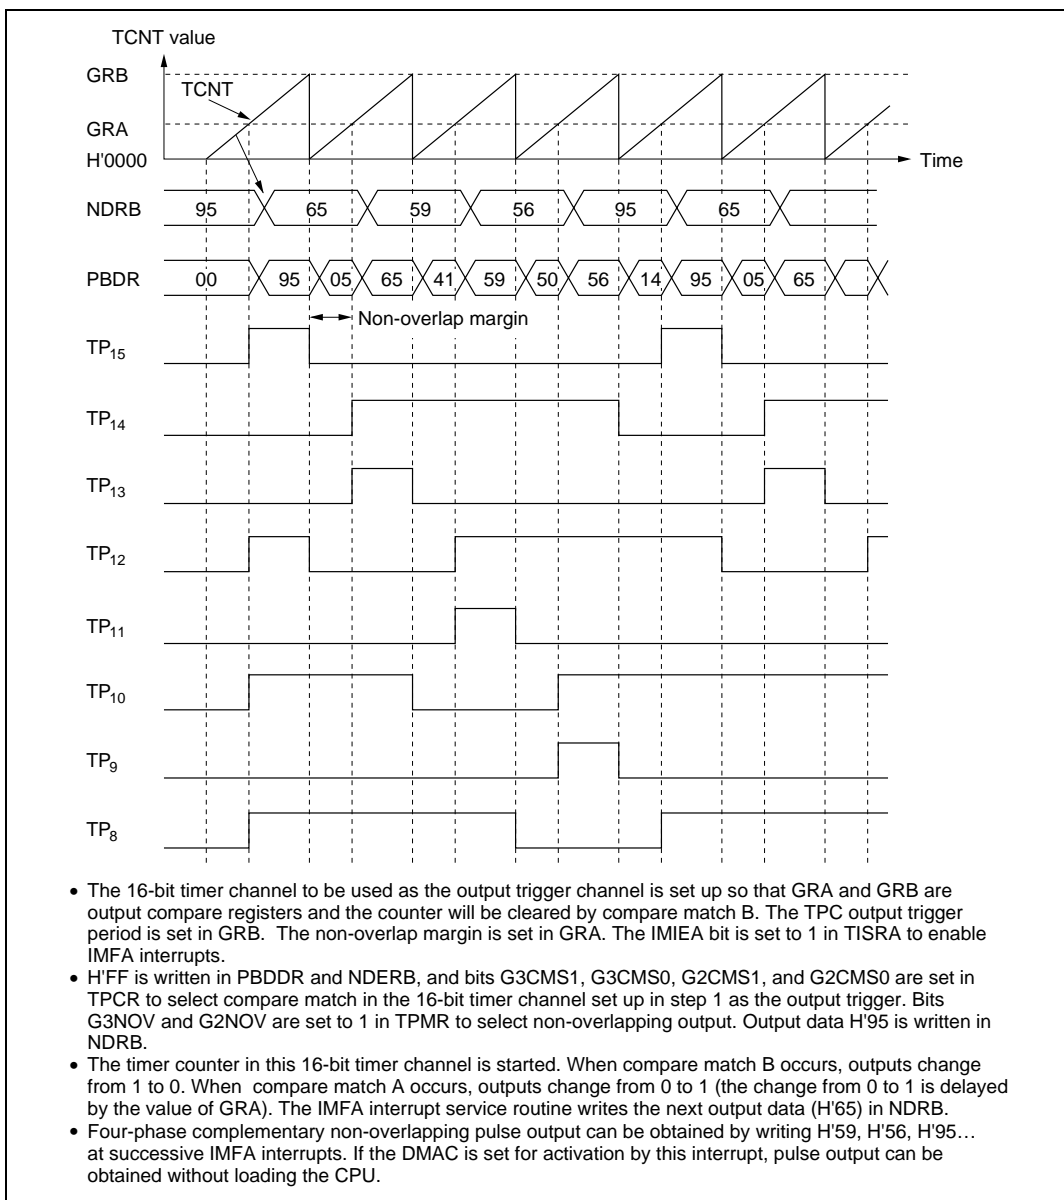 TCNT value
GRB
TCNT
GRA
H'0000
Time
NDRB 95 65 59 56 95 65
PBDR 00 95 05 65 41 59 50 56 14 95 05 65
Non-overlap margin
TP15
TP14
TP13
TP12
TP11
TP10
TP9
TP8
• The 16-bit timer channel to be used as the output trigger channel is set up so that GRA and GRB are
output compare registers and the counter will be cleared by compare match B. The TPC output trigger
period is set in GRB. The non-overlap margin is set in GRA. The IMIEA bit is set to 1 in TISRA to enable
IMFA interrupts.
• H'FF is written in PBDDR and NDERB, and bits G3CMS1, G3CMS0, G2CMS1, and G2CMS0 are set in
TPCR to select compare match in the 16-bit timer channel set up in step 1 as the output trigger. Bits
G3NOV and G2NOV are set to 1 in TPMR to select non-overlapping output. Output data H'95 is written in
NDRB.
• The timer counter in this 16-bit timer channel is started. When compare match B occurs, outputs change
from 1 to 0. When compare match A occurs, outputs change from 0 to 1 (the change from 0 to 1 is delayed
by the value of GRA). The IMFA interrupt service routine writes the next output data (H'65) in NDRB.
• Four-phase complementary non-overlapping pulse output can be obtained by writing H'59, H'56, H'95…
at successive IMFA interrupts. If the DMAC is set for activation by this interrupt, pulse output can be
obtained without loading the CPU.